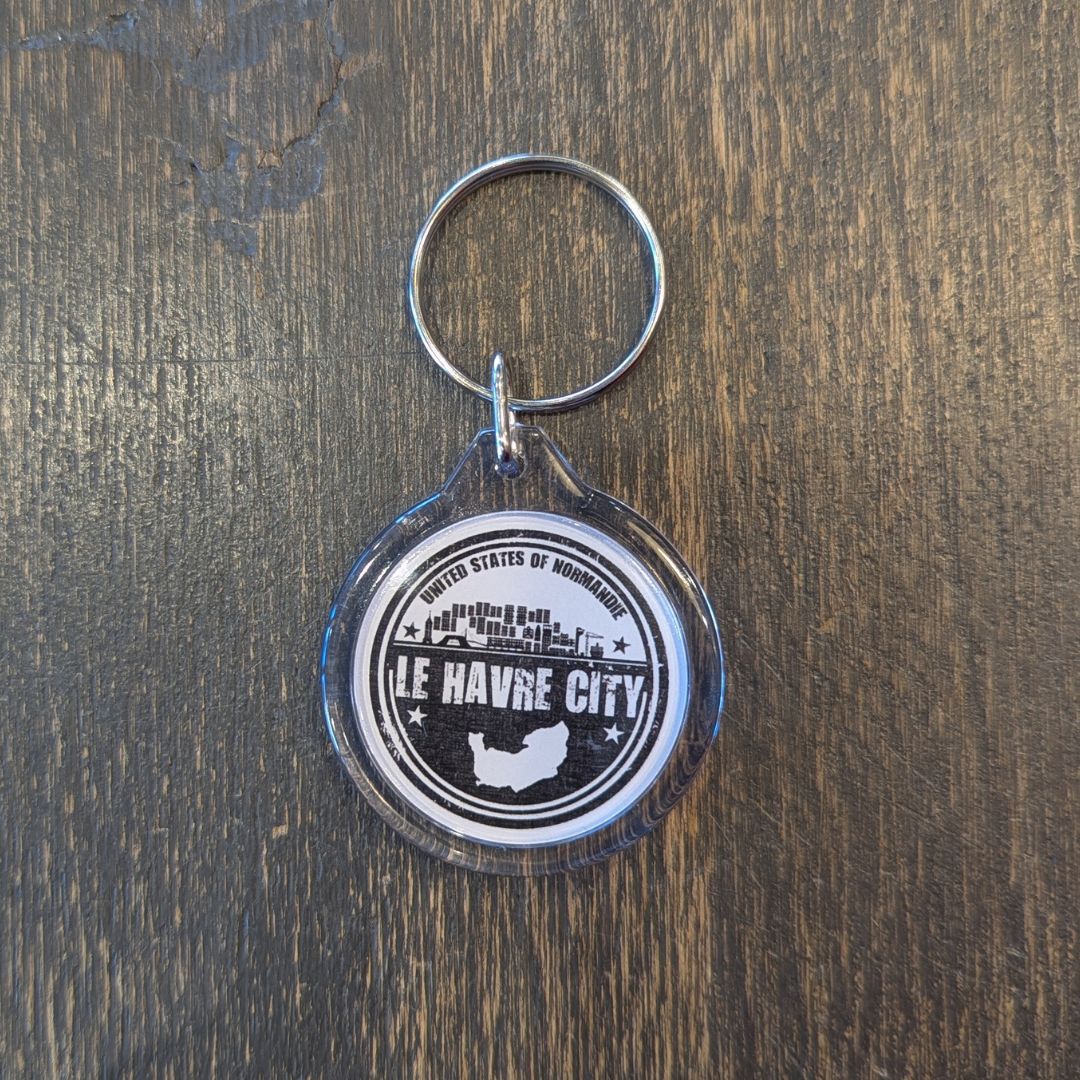 UNITED STATES OF NORMANDIE
LE HAVRE CITY